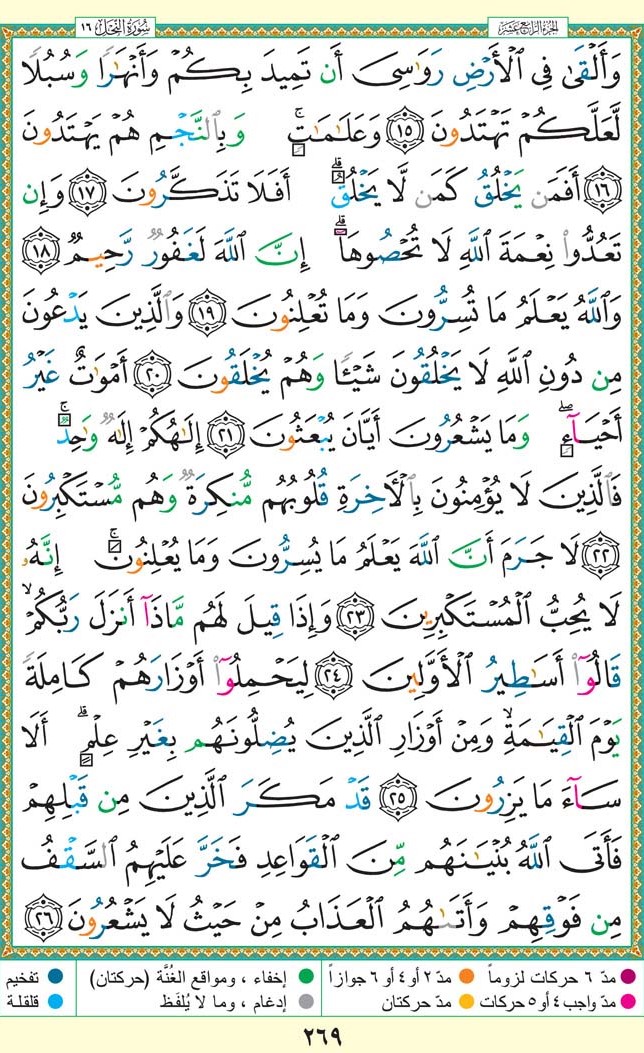 سُورَةُ النَّحْل ١٦
الجزء الرابع عشر
وَأَلْقَىٰ فِى ٱلْأَرْضِ رَوَٰسِىَ أَن تَمِيدَ بِكُمْ وَأَنْهَٰرًا وَسُبُلًا
لَّعَلَّكُمْ تَهْتَدُونَ ١٥ وَعَلَٰمَٰتٍۚ وَبِٱلنَّجْمِ هُمْ يَهْتَدُونَ
١٦ أَفَمَن يَخْلُقُ كَمَن لَّا يَخْلُقُۗ أَفَلَا تَذَكَّرُونَ ١٧ وَإِن
تَعُدُّوا۟ نِعْمَةَ ٱللَّهِ لَا تُحْصُوهَآۗ إِنَّ ٱللَّهَ لَغَفُورٌ رَّحِيمٌ ١٨
وَٱللَّهُ يَعْلَمُ مَا تُسِرُّونَ وَمَا تُعْلِنُونَ ١٩ وَٱلَّذِينَ يَدْعُونَ
مِن دُونِ ٱللَّهِ لَا يَخْلُقُونَ شَيْـًٔا وَهُمْ يُخْلَقُونَ ٢٠ أَمْوَٰتٌ غَيْرُ
أَحْيَآءٍۖ وَمَا يَشْعُرُونَ أَيَّانَ يُبْعَثُونَ ٢١ إِلَٰهُكُمْ إِلَٰهٌ وَٰحِدٌۚ
فَٱلَّذِينَ لَا يُؤْمِنُونَ بِٱلْءَاخِرَةِ قُلُوبُهُم مُّنكِرَةٌ وَهُم مُّسْتَكْبِرُونَ
٢٢ لَا جَرَمَ أَنَّ ٱللَّهَ يَعْلَمُ مَا يُسِرُّونَ وَمَا يُعْلِنُونَۚ إِنَّهُۥ
لَا يُحِبُّ ٱلْمُسْتَكْبِرِينَ ٢٣ وَإِذَا قِيلَ لَهُم مَّاذَآ أَنزَلَ رَبُّكُمْۙ
قَالُوٓا۟ أَسَٰطِيرُ ٱلْأَوَّلِينَ ٢٤ لِيَحْمِلُوٓا۟ أَوْزَارَهُمْ كَامِلَةً
يَوْمَ ٱلْقِيَٰمَةِۙ وَمِنْ أَوْزَارِ ٱلَّذِينَ يُضِلُّونَهُم بِغَيْرِ عِلْمٍۗ أَلَا
سَآءَ مَا يَزِرُونَ ٢٥ قَدْ مَكَرَ ٱلَّذِينَ مِن قَبْلِهِمْ
فَأَتَى ٱللَّهُ بُنْيَٰنَهُم مِّنَ ٱلْقَوَاعِدِ فَخَرَّ عَلَيْهِمُ ٱلسَّقْفُ
مِن فَوْقِهِمْ وَأَتَىٰهُمُ ٱلْعَذَابُ مِنْ حَيْثُ لَا يَشْعُرُونَ ٢٦
مدّ ٦ حركات لزوماً
مدّ ٢ أو ٤ أو ٦ جوازاً
إخفاء ، ومواقع الغُنَّة (حركتان)
تفخيم
مدّ واجب ٤ أو ٥ حركات
مدّ حركتان
إدغام ، وما لا يُلفَظ
قلقلة
٢٦٩